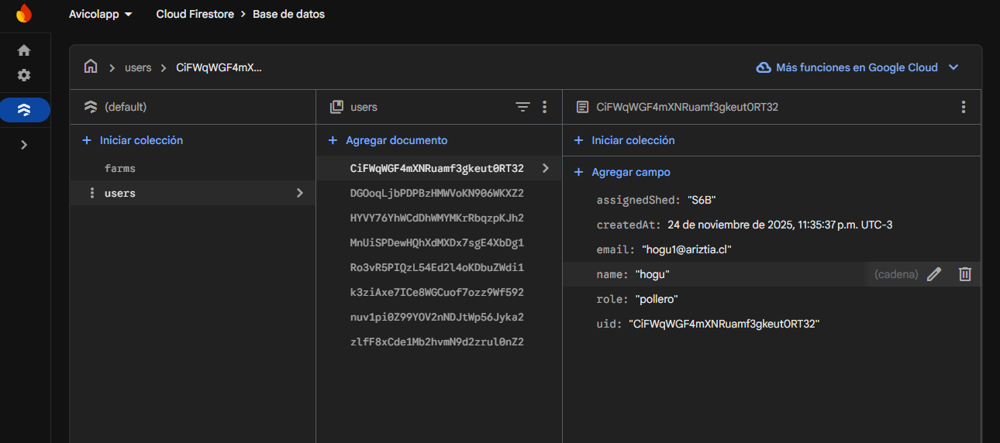 Avicolapp
Cloud Firestore > Base de datos
users > CiFWqWGF4mX...
Más funciones en Google Cloud
(default)
Iniciar colección
farms
users
users
Agregar documento
CiFWqWGF4mXNRuamf3gkeut0RT32
DGOoqLjbPDPBzHMWVoKN906WKXZ2
HYVY76YhWCdDhWMYMKrRbqzpKJh2
MnUiSPDewHQhXdMXDx7sgE4XbDg1
Ro3vR5PIQzL54Ed2l4oKDbuZWdi1
k3ziAxe7ICe8WGCuof7ozz9Wf592
nuv1pi0Z99YOV2nNDJtWp56Jyka2
zlfF8xCde1Mb2hvmN9d2zrul0nZ2
CiFWqWGF4mXNRuamf3gkeut0RT32
Iniciar colección
Agregar campo
assignedShed: "S6B"
createdAt: 24 de noviembre de 2025, 11:35:37 p.m. UTC-3
email: "hogu1@ariztia.cl"
name: "hogu" (cadena)
role: "pollero"
uid: "CiFWqWGF4mXNRuamf3gkeut0RT32"